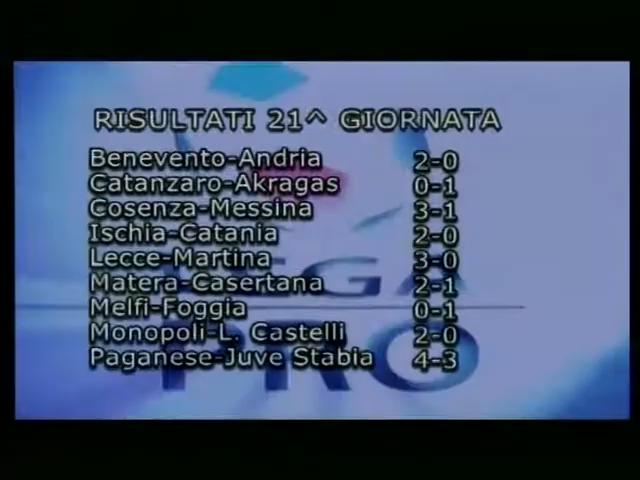 RISULTATI 21^ GIORNATA
Benevento-Andria 2-0
Catanzaro-Akragas 0-1
Cosenza-Messina 3-1
Ischia-Catania 2-0
Lecce-Martina 3-0
Matera-Casertana 2-1
Melfi-Foggia 0-1
Monopoli-L. Castelli 2-0
Paganese-Juve Stabia 4-3
LEGA
PRO